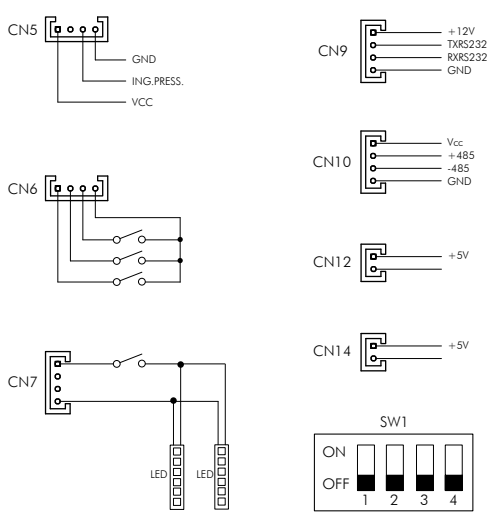 CN5
GND
ING.PRESS.
VCC
CN6
CN7
LED
LED
CN9
+12V
TXRS232
RXRS232
GND
CN10
Vcc
+485
-485
GND
CN12
+5V
CN14
+5V
SW1
ON
OFF
1 2 3 4